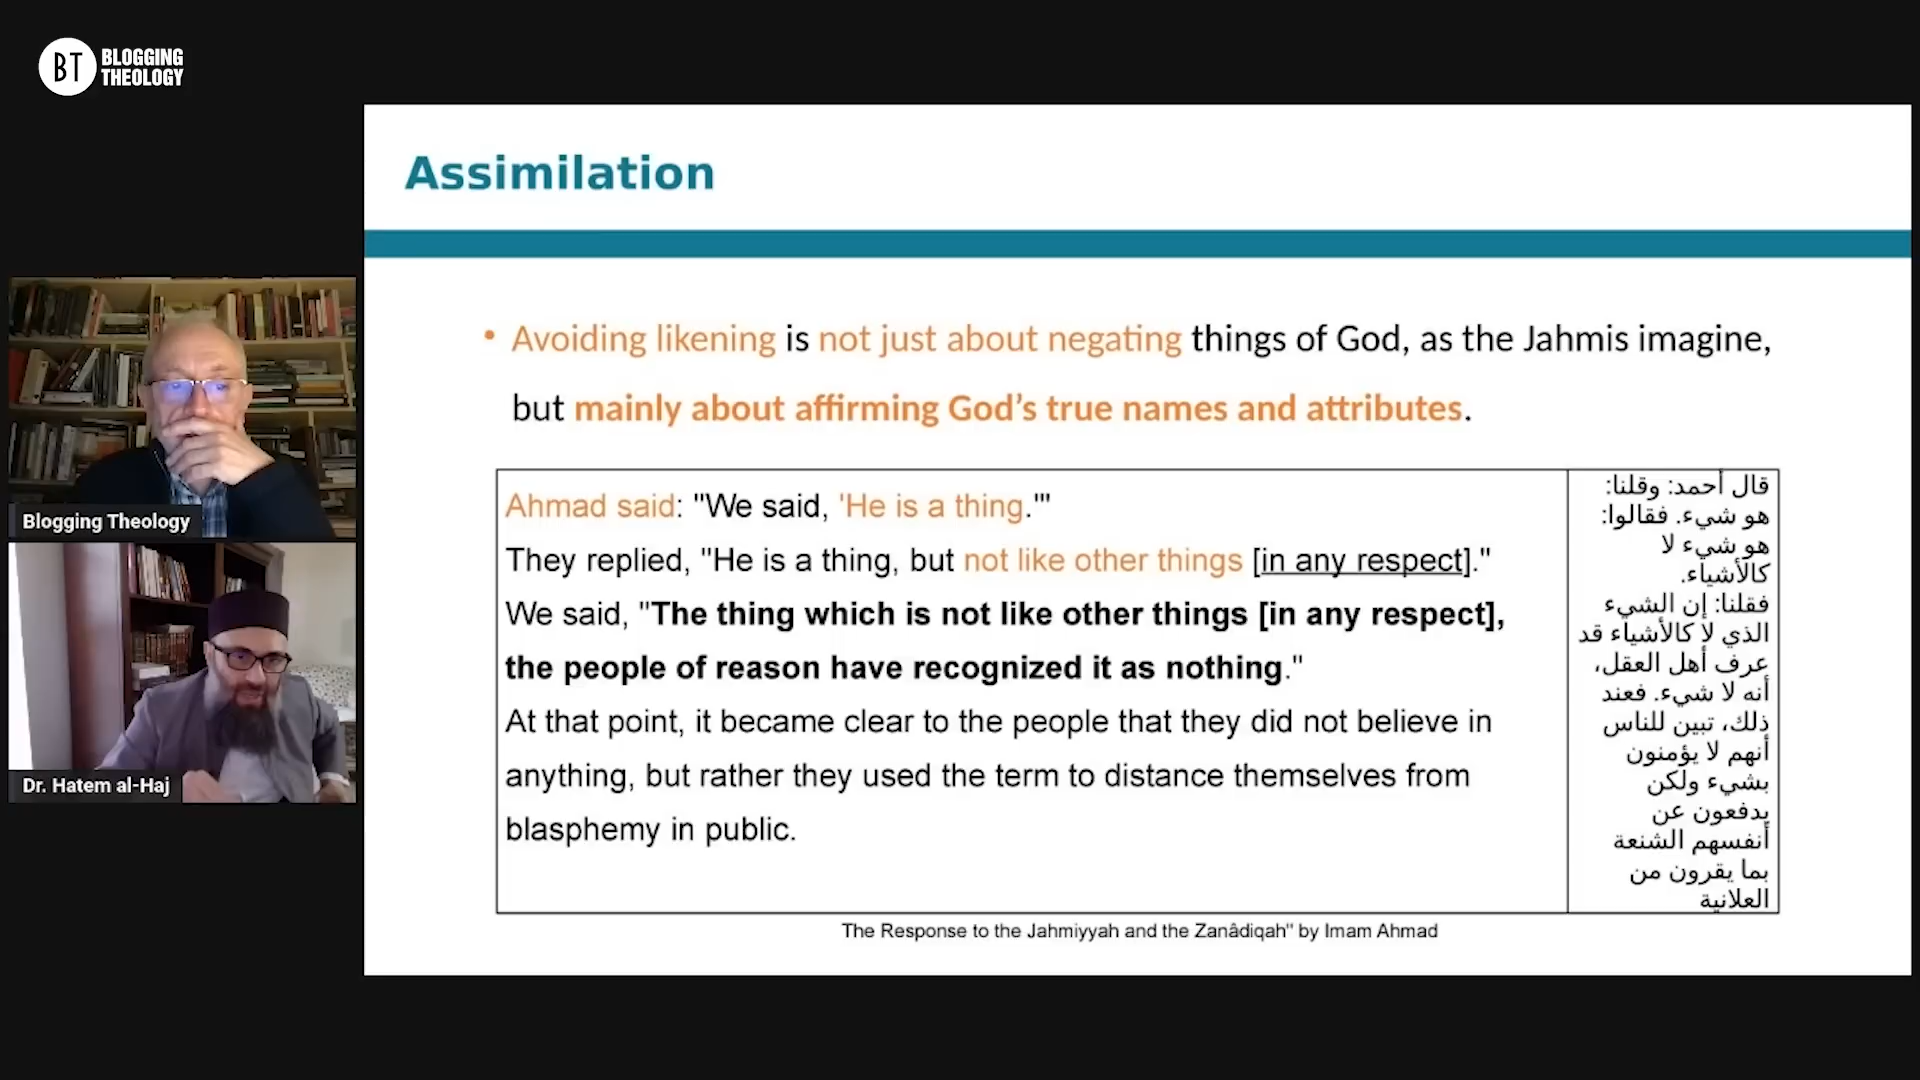 BT BLOGGING
THEOLOGY
Assimilation
• Avoiding likening is not just about negating things of God, as the Jahmis imagine,
but mainly about affirming God’s true names and attributes.
Ahmad said: "We said, 'He is a thing.'"
They replied, "He is a thing, but not like other things [in any respect]."
We said, "The thing which is not like other things [in any respect],
the people of reason have recognized it as nothing."
At that point, it became clear to the people that they did not believe in
anything, but rather they used the term to distance themselves from
blasphemy in public.
قال أحمد: وقلنا:
هو شيء. فقالوا:
هو شيء لا
كالأشياء.
فقلنا: إن الشيء
الذي لا كالأشياء قد
عرف أهل العقل،
أنه لا شيء. فعند
ذلك، تبين للناس
أنهم لا يؤمنون
بشيء ولكن
يدفعون عن
أنفسهم الشنعة
بما يقرون من
العلانية
The Response to the Jahmiyyah and the Zanâdiqah" by Imam Ahmad
Blogging Theology
Dr. Hatem al-Haj